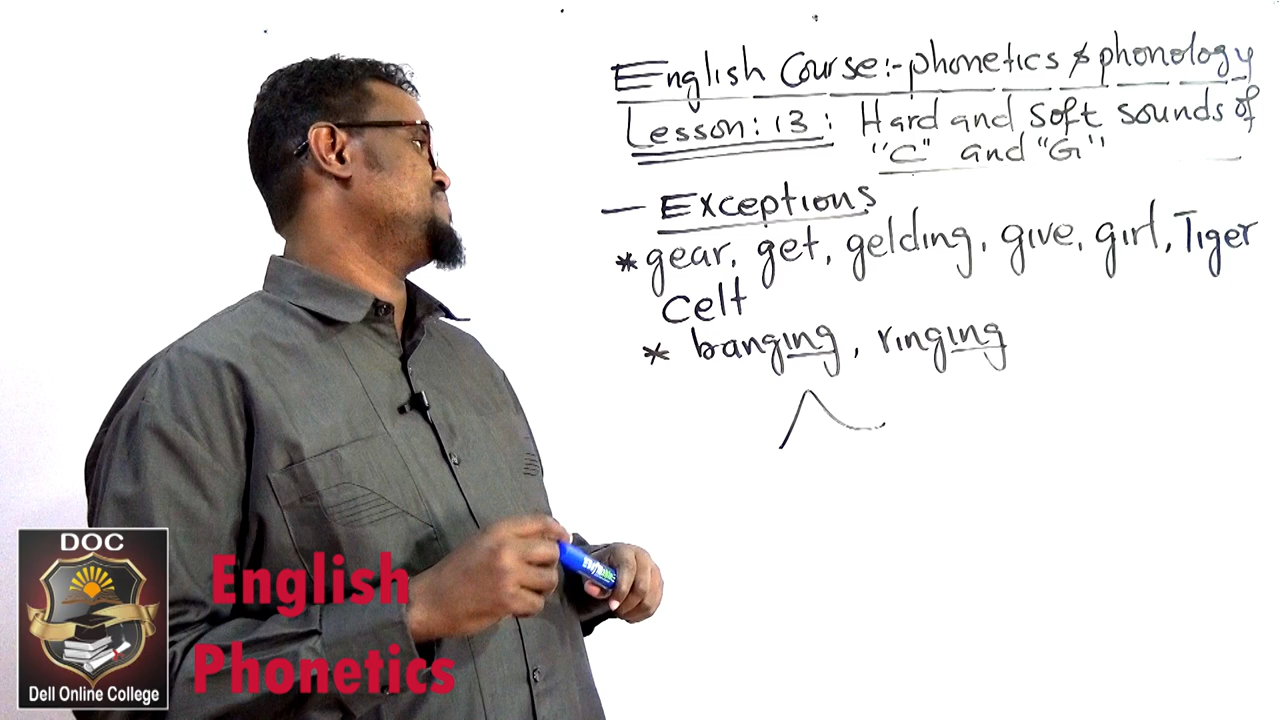 English Course:- phonetics & phonology
Lesson: 13: Hard and soft sounds of
"C" and "G"
— Exceptions
* gear, get, gelding, give, girl, Tiger
Celt
* banging, ringing
DOC
Dell Online College
English
Phonetics